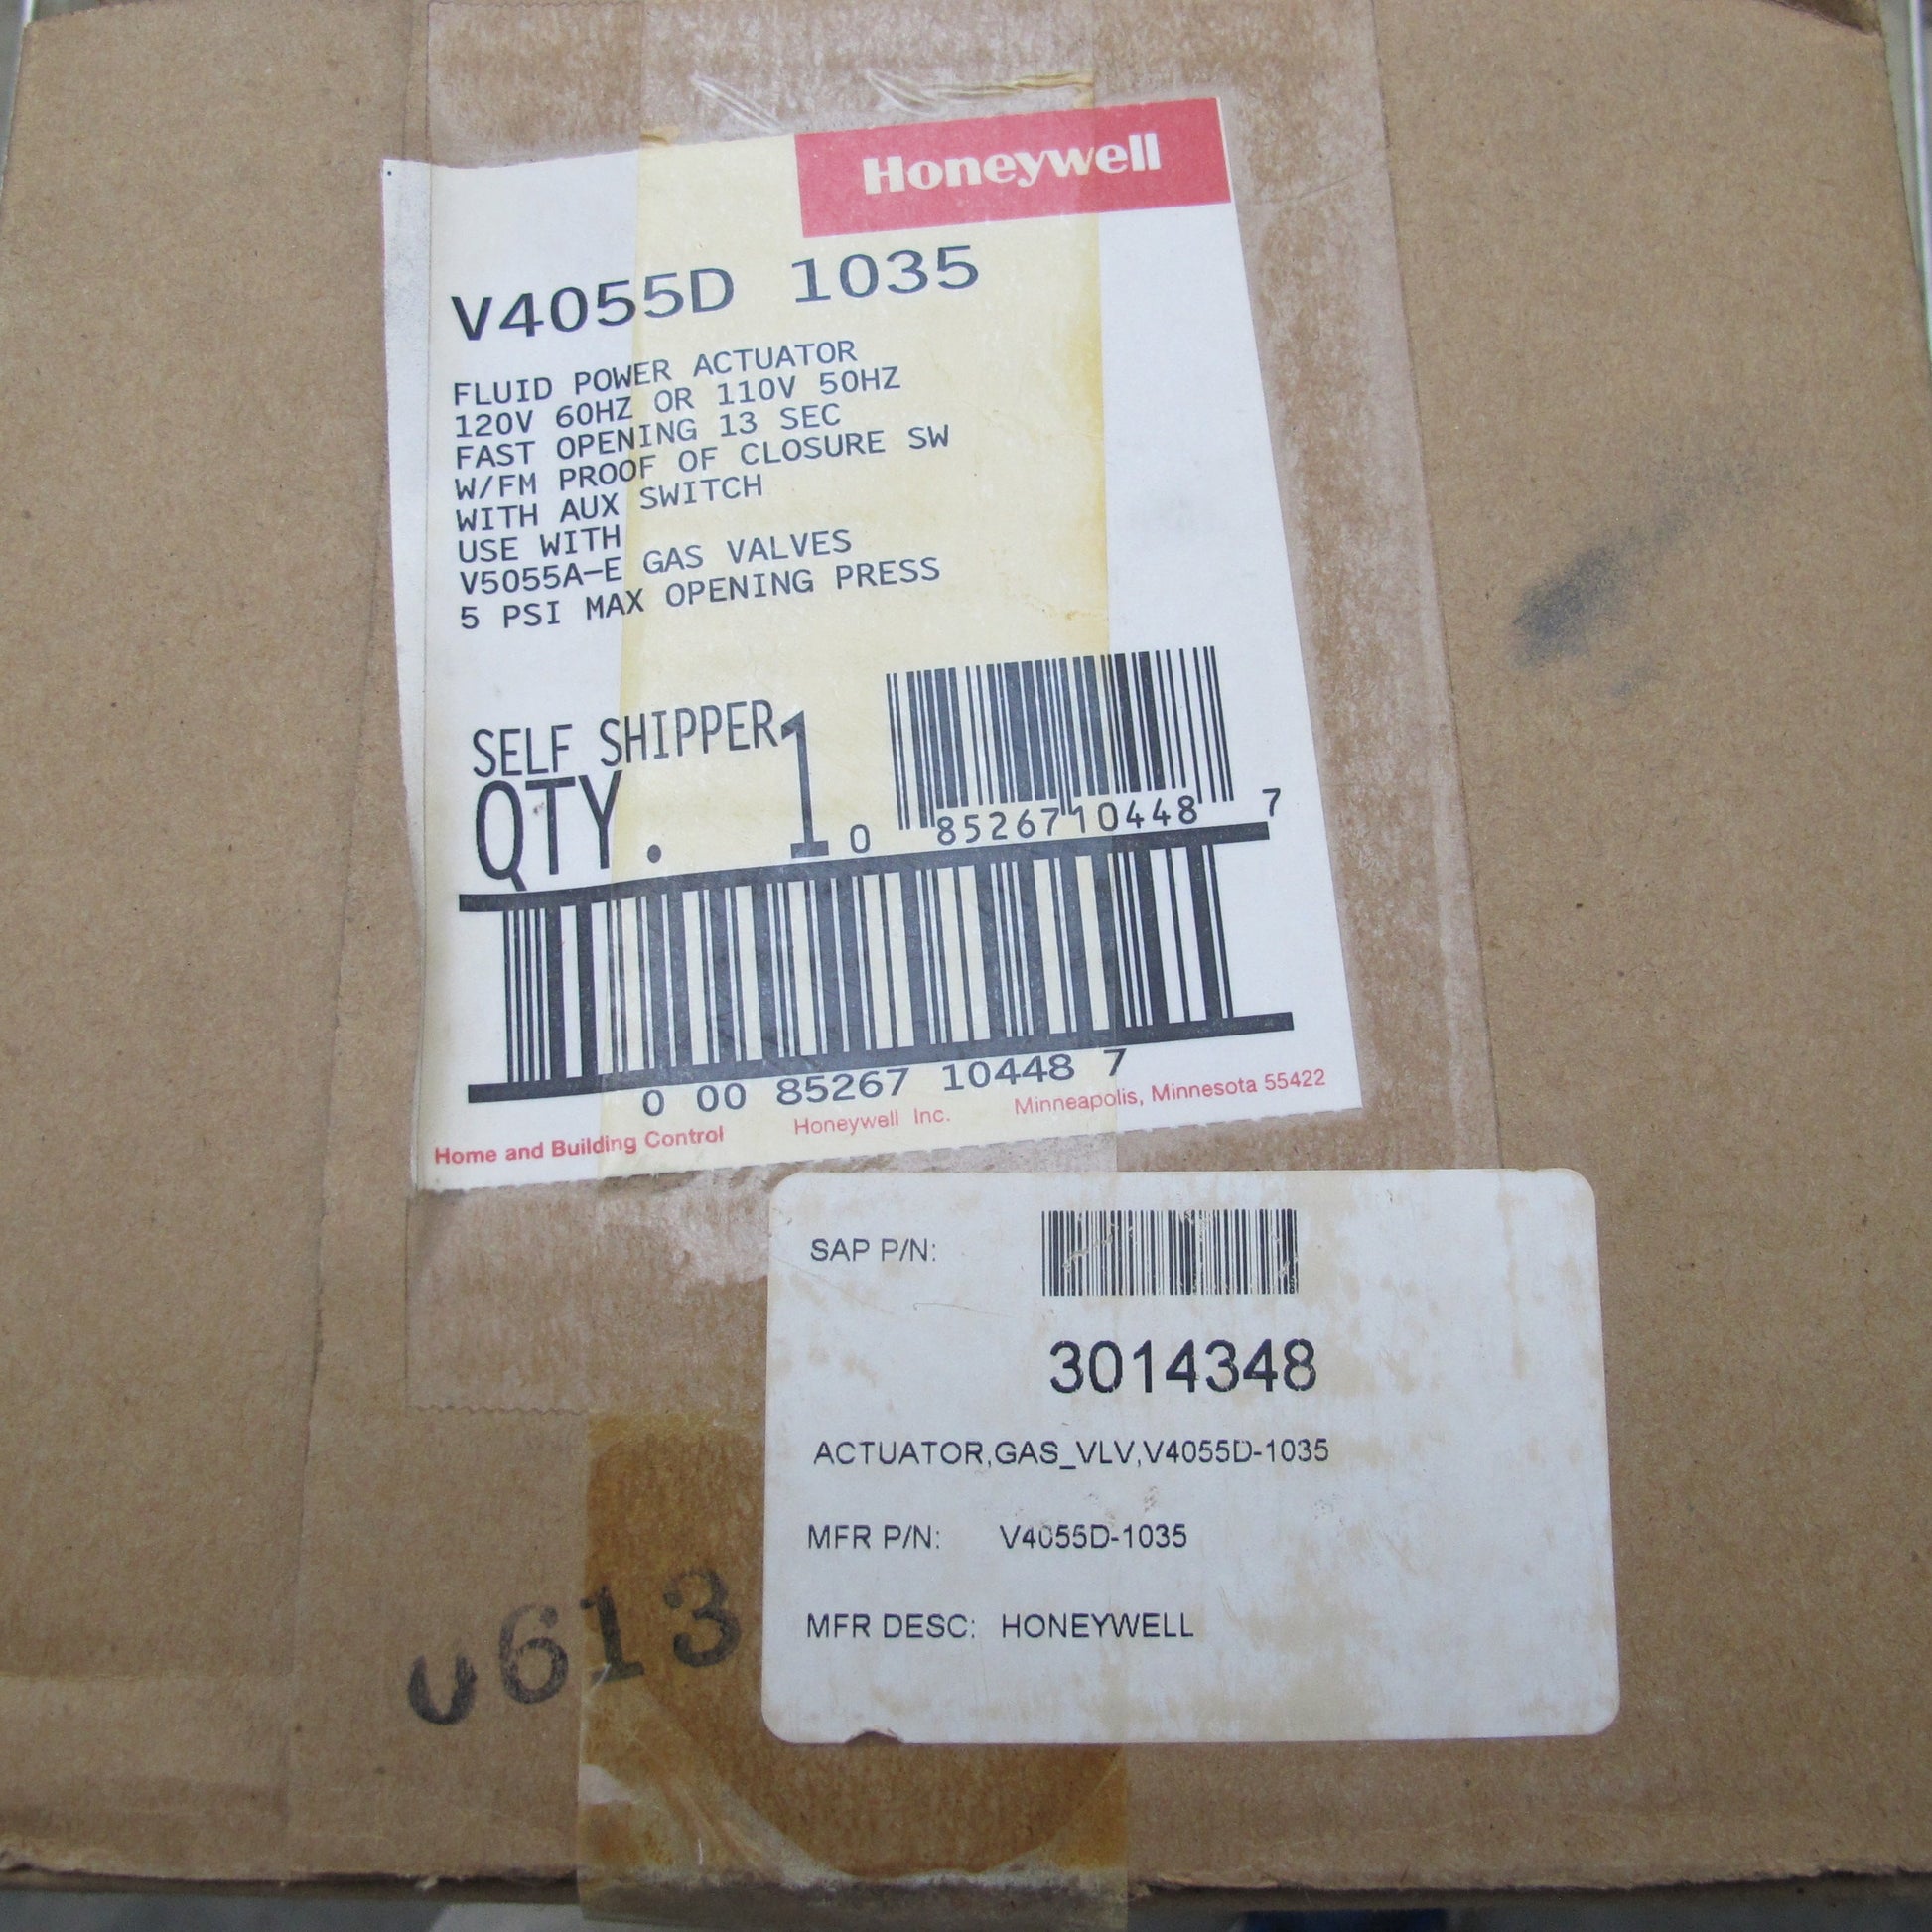 Honeywell
V4055D 1035
FLUID POWER ACTUATOR
120V 60HZ OR 110V 50HZ
FAST OPENING 13 SEC
W/FM PROOF OF CLOSURE SW
WITH AUX SWITCH
USE WITH
V5055A-E GAS VALVES
5 PSI MAX OPENING PRESS
SELF SHIPPER
QTY. 1
0 8526710448 7
0 00 85267 10448 7
Home and Building Control Honeywell Inc. Minneapolis, Minnesota 55422
SAP P/N:
3014348
ACTUATOR,GAS_VLV,V4055D-1035
MFR P/N: V4055D-1035
MFR DESC: HONEYWELL
0613